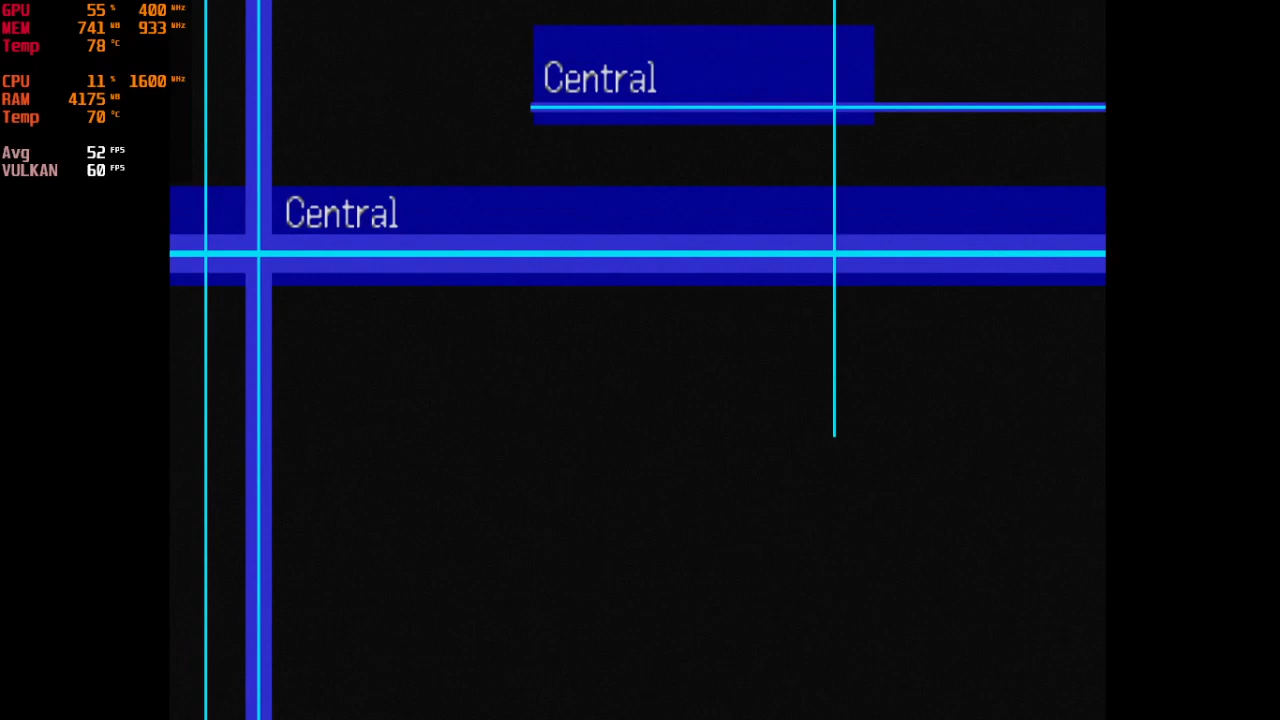 GPU 55 % 400 MHz
MEM 741 MB 933 MHz
Temp 78 °C
CPU 11 % 1600 MHz
RAM 4175 MB
Temp 70 °C
Avg 52 FPS
VULKAN 60 FPS
Central
Central